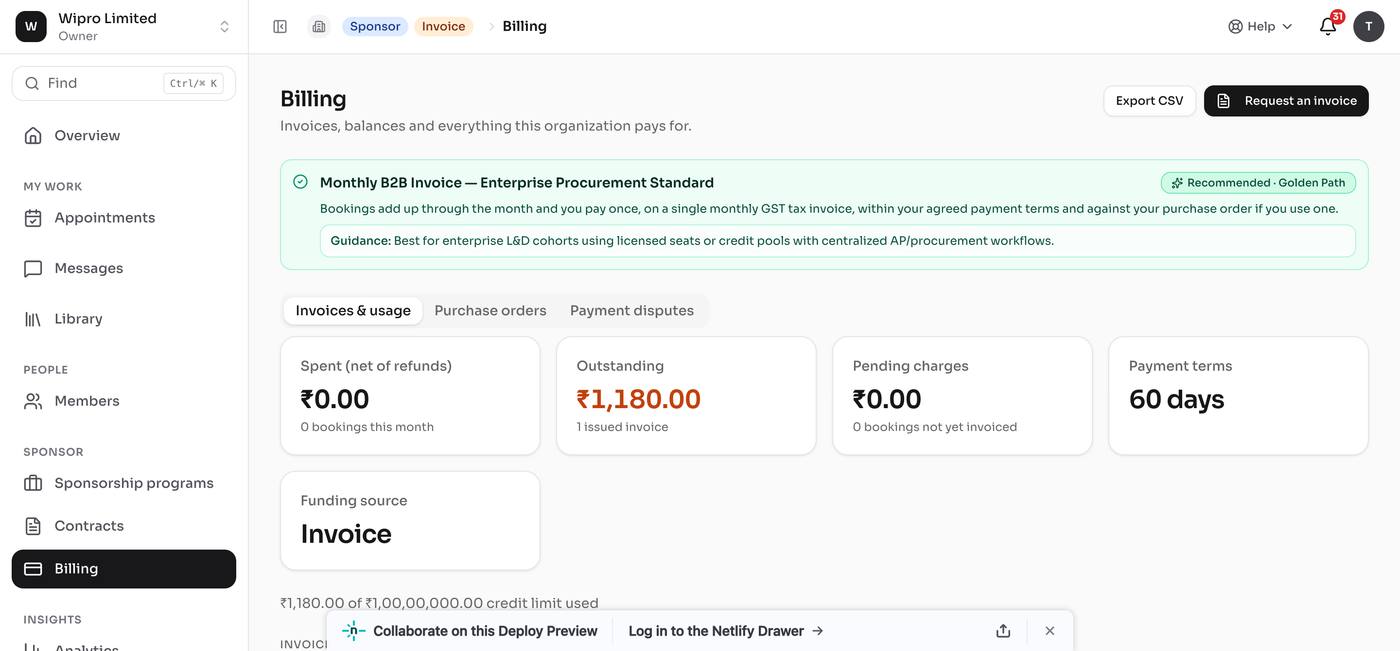 W
Wipro Limited
Owner
Sponsor
Invoice
Billing
Help
31
T
Find
Ctrl/⌘ K
Overview
MY WORK
Appointments
Messages
Library
PEOPLE
Members
SPONSOR
Sponsorship programs
Contracts
Billing
INSIGHTS
Analytics
Billing
Invoices, balances and everything this organization pays for.
Export CSV
Request an invoice
Monthly B2B Invoice — Enterprise Procurement Standard
Recommended · Golden Path
Bookings add up through the month and you pay once, on a single monthly GST tax invoice, within your agreed payment terms and against your purchase order if you use one.
Guidance: Best for enterprise L&D cohorts using licensed seats or credit pools with centralized AP/procurement workflows.
Invoices & usage
Purchase orders
Payment disputes
Spent (net of refunds)
₹0.00
0 bookings this month
Outstanding
₹1,180.00
1 issued invoice
Pending charges
₹0.00
0 bookings not yet invoiced
Payment terms
60 days
Funding source
Invoice
₹1,180.00 of ₹1,00,00,000.00 credit limit used
Collaborate on this Deploy Preview
Log in to the Netlify Drawer →